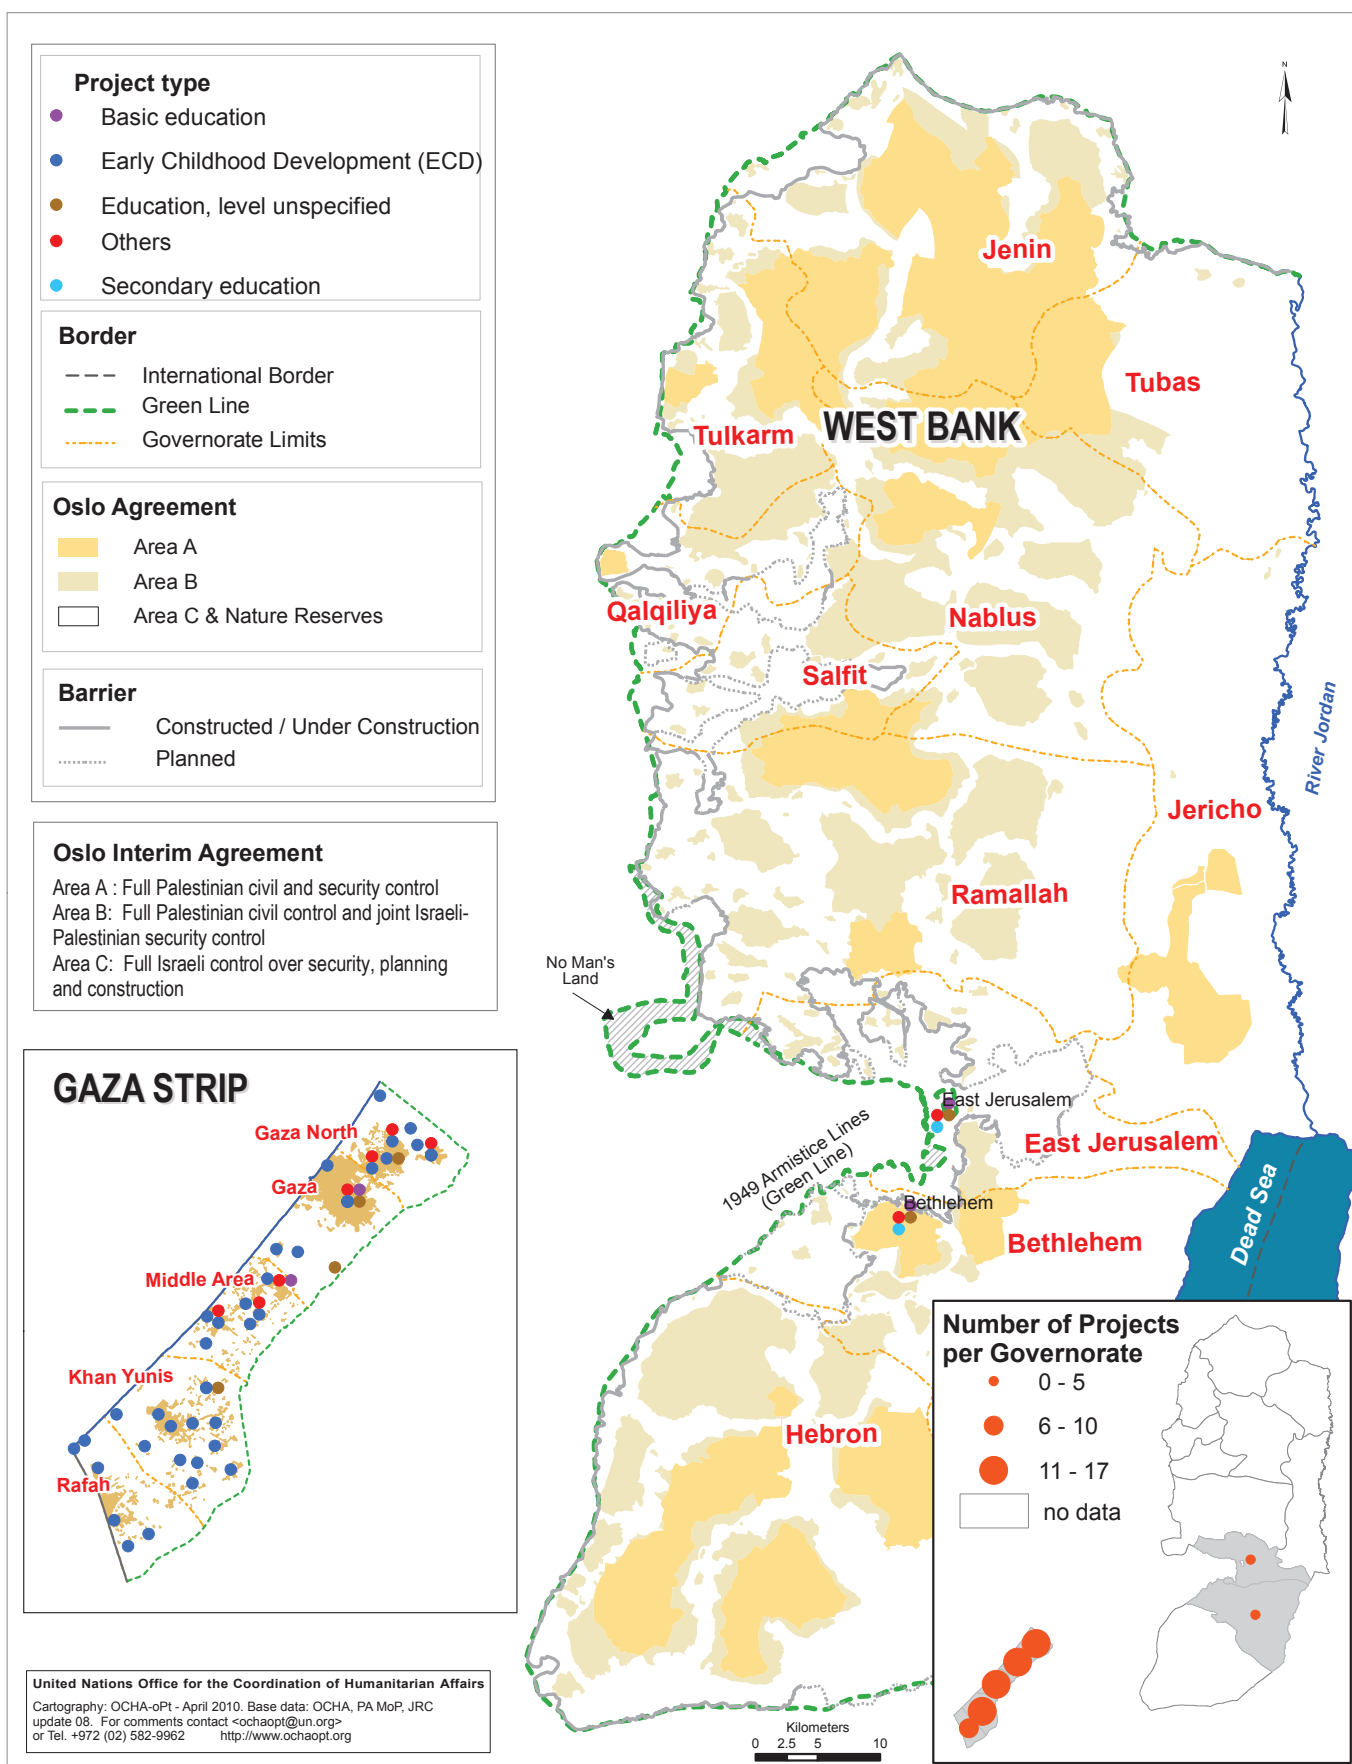 Project type
Basic education
Early Childhood Development (ECD)
Education, level unspecified
Others
Secondary education
Border
International Border
Green Line
Governorate Limits
Oslo Agreement
Area A
Area B
Area C & Nature Reserves
Barrier
Constructed / Under Construction
Planned
Oslo Interim Agreement
Area A : Full Palestinian civil and security control
Area B: Full Palestinian civil control and joint Israeli-
Palestinian security control
Area C: Full Israeli control over security, planning
and construction
N
Jenin
Tubas
WEST BANK
Tulkarm
Qalqiliya
Nablus
Salfit
River Jordan
Jericho
Ramallah
No Man's
Land
East Jerusalem
East Jerusalem
1949 Armistice Lines
(Green Line)
Bethlehem
Bethlehem
Dead Sea
Hebron
GAZA STRIP
Gaza North
Gaza
Middle Area
Khan Yunis
Rafah
Number of Projects
per Governorate
0 - 5
6 - 10
11 - 17
no data
United Nations Office for the Coordination of Humanitarian Affairs
Cartography: OCHA-oPt - April 2010. Base data: OCHA, PA MoP, JRC
update 08. For comments contact <ochaopt@un.org>
or Tel. +972 (02) 582-9962 http://www.ochaopt.org
Kilometers
0 2.5 5 10